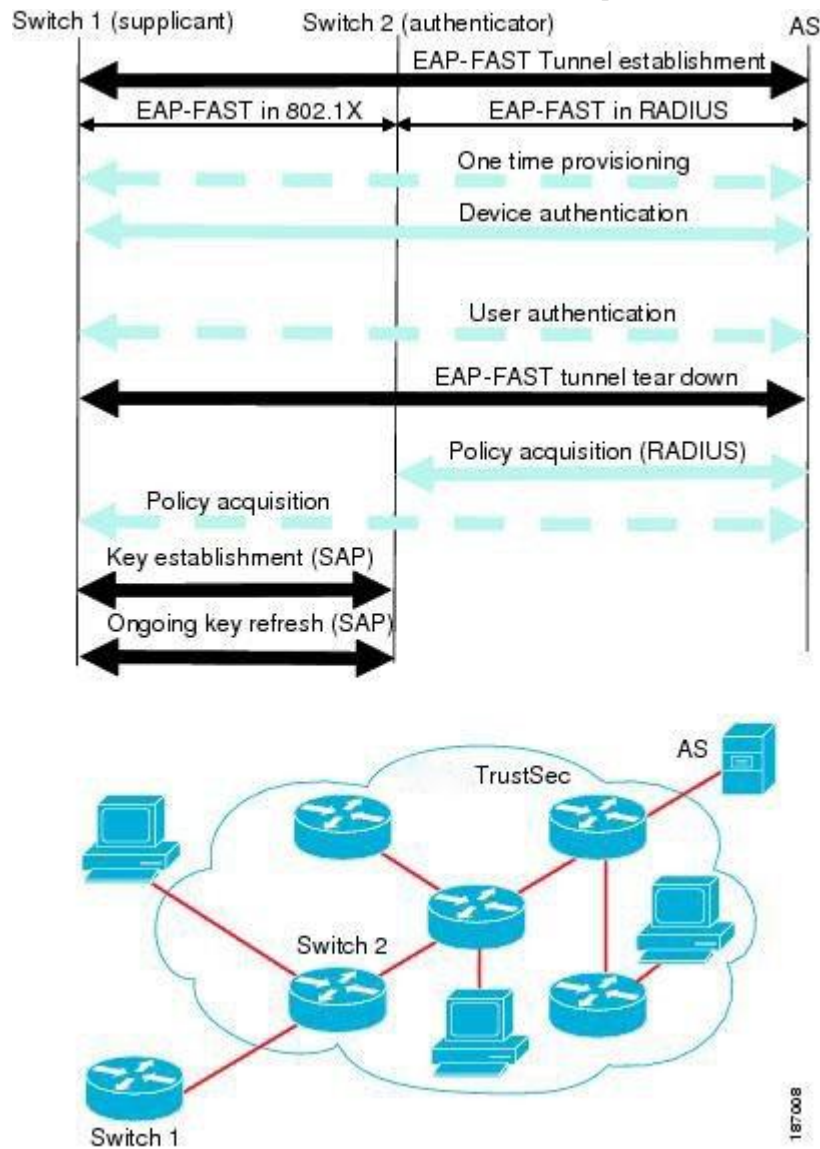 Switch 1 (supplicant) Switch 2 (authenticator) AS
EAP-FAST Tunnel establishment
EAP-FAST in 802.1X EAP-FAST in RADIUS
One time provisioning
Device authentication
User authentication
EAP-FAST tunnel tear down
Policy acquisition (RADIUS)
Policy acquisition
Key establishment (SAP)
Ongoing key refresh (SAP)
AS
TrustSec
Switch 2
Switch 1
187008